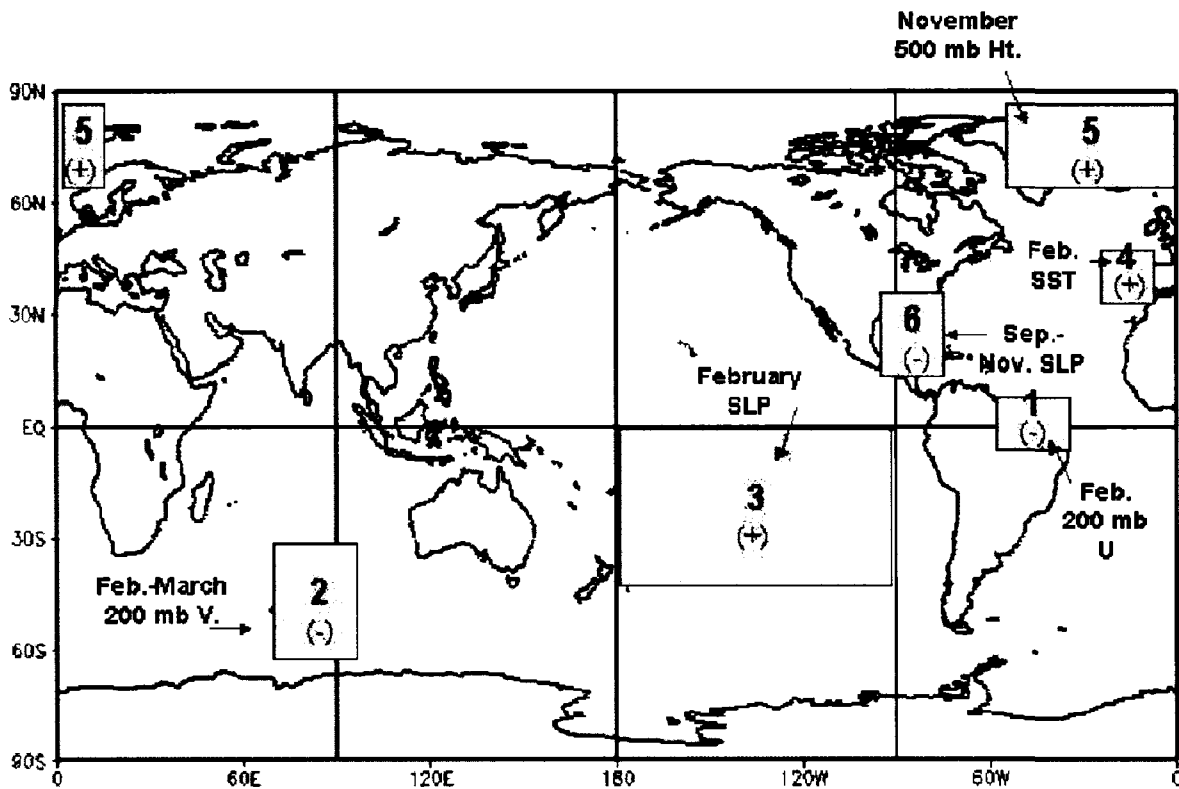 November
500 mb Ht.
90N
5
(+)
5
(+)
60N
Feb.
SST
4
(+)
30N
6
(-)
Sep.-
Nov. SLP
February
SLP
1
(-)
EQ
3
(+)
Feb.
200 mb
U
30S
Feb.-March
200 mb V.
2
(-)
60S
90S
0
60E
120E
180
120W
60W
0